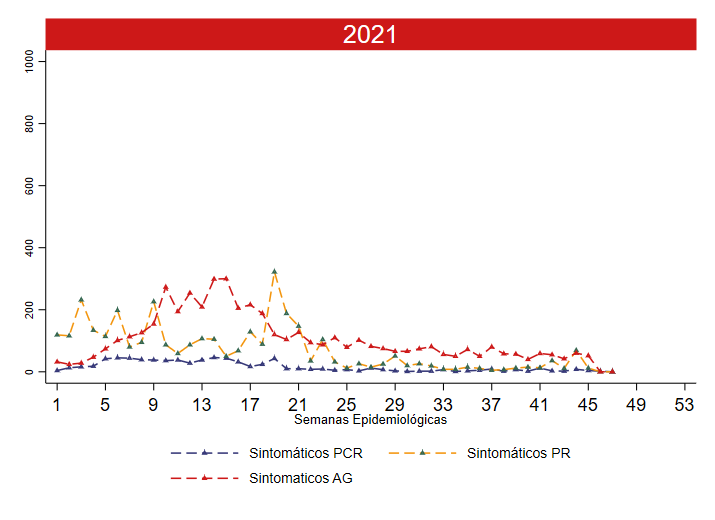 2021
1000
800
600
400
200
0
1 5 9 13 17 21 25 29 33 37 41 45 49 53
Semanas Epidemiológicas
Sintomáticos PCR Sintomáticos PR
Sintomaticos AG